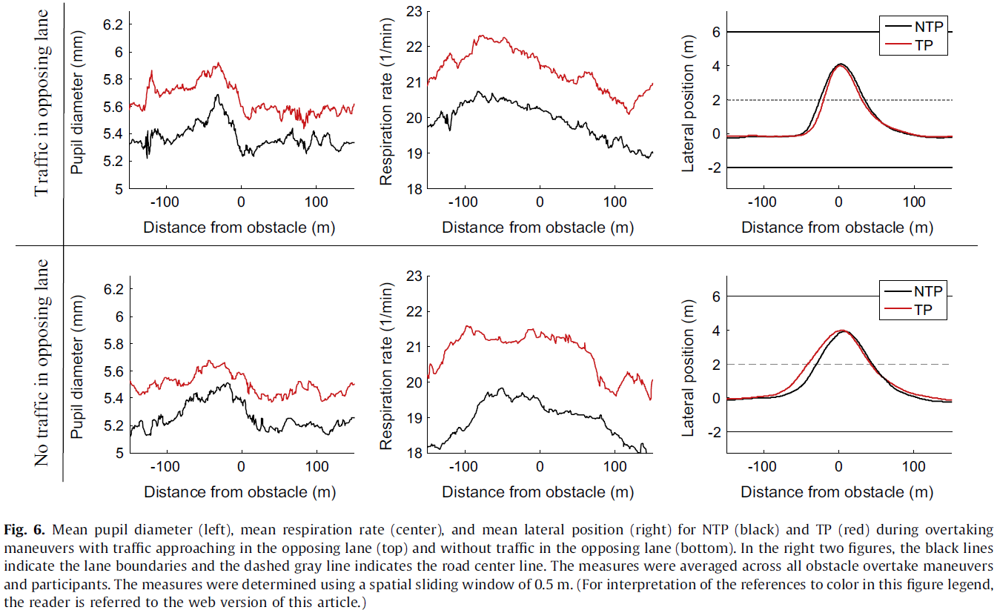 Traffic in opposing lane
Pupil diameter (mm)
6.2
6
5.8
5.6
5.4
5.2
5
-100
0
100
Distance from obstacle (m)
Respiration rate (1/min)
23
22
21
20
19
18
-100
0
100
Distance from obstacle (m)
Lateral position (m)
6
4
2
0
-2
-100
0
100
Distance from obstacle (m)
NTP
TP
No traffic in opposing lane
Pupil diameter (mm)
6.2
6
5.8
5.6
5.4
5.2
5
-100
0
100
Distance from obstacle (m)
Respiration rate (1/min)
23
22
21
20
19
18
-100
0
100
Distance from obstacle (m)
Lateral position (m)
6
4
2
0
-2
-100
0
100
Distance from obstacle (m)
NTP
TP
Fig. 6. Mean pupil diameter (left), mean respiration rate (center), and mean lateral position (right) for NTP (black) and TP (red) during overtaking
maneuvers with traffic approaching in the opposing lane (top) and without traffic in the opposing lane (bottom). In the right two figures, the black lines
indicate the lane boundaries and the dashed gray line indicates the road center line. The measures were averaged across all obstacle overtake maneuvers
and participants. The measures were determined using a spatial sliding window of 0.5 m. (For interpretation of the references to color in this figure legend,
the reader is referred to the web version of this article.)